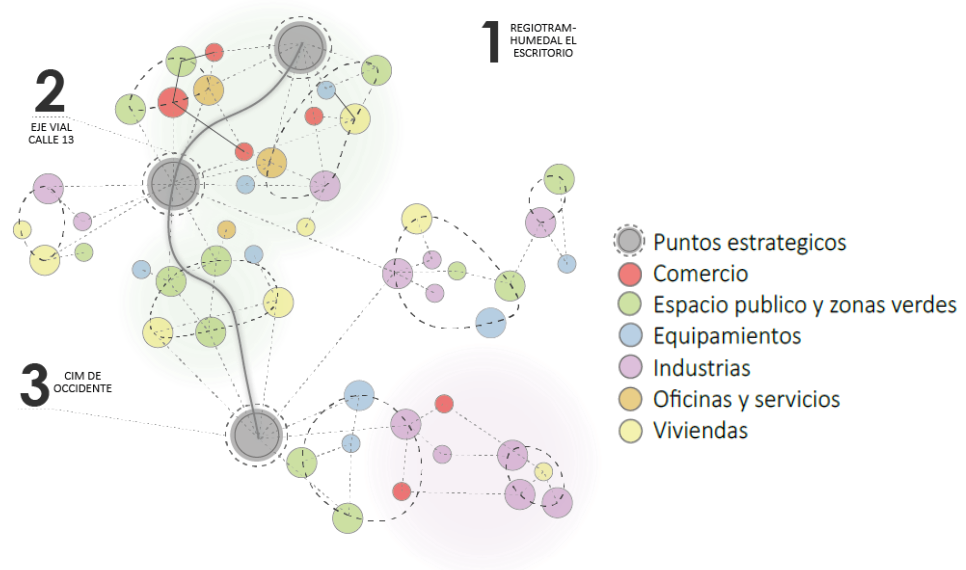 1
REGIOTRAM-
HUMEDAL EL
ESCRITORIO
2
EJE VIAL
CALLE 13
3
CIM DE
OCCIDENTE
Puntos estrategicos
Comercio
Espacio publico y zonas verdes
Equipamientos
Industrias
Oficinas y servicios
Viviendas